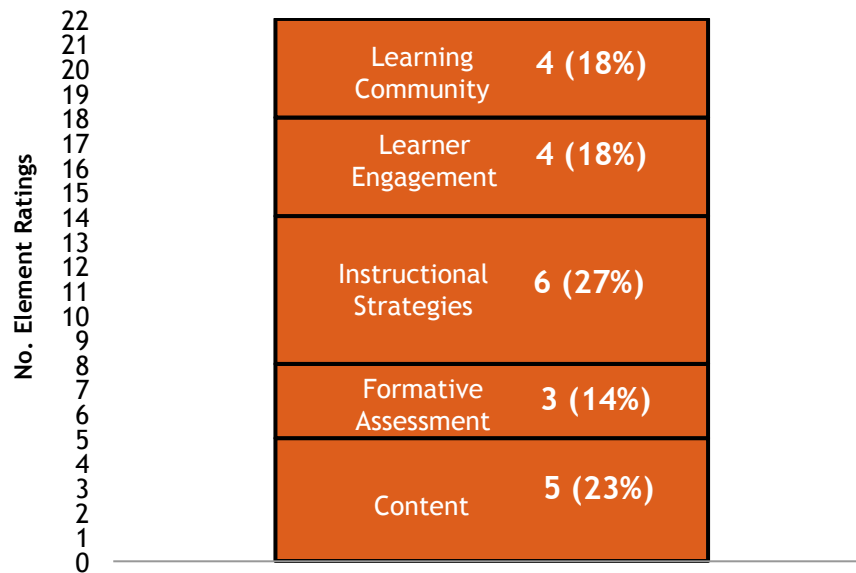 No. Element Ratings
22
21
20
19
18
17
16
15
14
13
12
11
10
9
8
7
6
5
4
3
2
1
0
Learning
Community
4 (18%)
Learner
Engagement
4 (18%)
Instructional
Strategies
6 (27%)
Formative
Assessment
3 (14%)
Content
5 (23%)